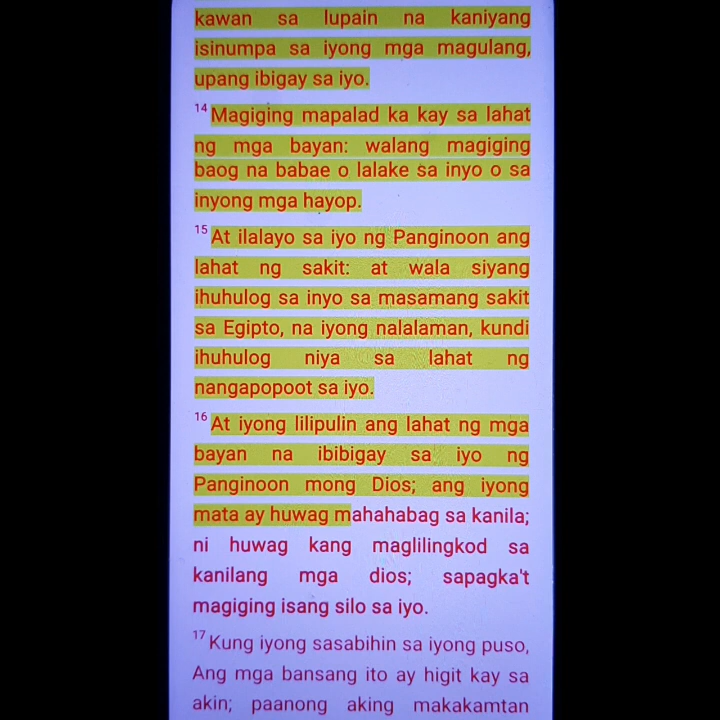 kawan sa lupain na kaniyang
isinumpa sa iyong mga magulang,
upang ibigay sa iyo.
14 Magiging mapalad ka kay sa lahat
ng mga bayan: walang magiging
baog na babae o lalake sa inyo o sa
inyong mga hayop.
15 At ilalayo sa iyo ng Panginoon ang
lahat ng sakit: at wala siyang
ihuhulog sa inyo sa masamang sakit
sa Egipto, na iyong nalalaman, kundi
ihuhulog niya sa lahat ng
nangapopoot sa iyo.
16 At iyong lilipulin ang lahat ng mga
bayan na ibibigay sa iyo ng
Panginoon mong Dios; ang iyong
mata ay huwag mahahabag sa kanila;
ni huwag kang maglilingkod sa
kanilang mga dios; sapagka't
magiging isang silo sa iyo.
17 Kung iyong sasabihin sa iyong puso,
Ang mga bansang ito ay higit kay sa
akin; paanong aking makakamtan